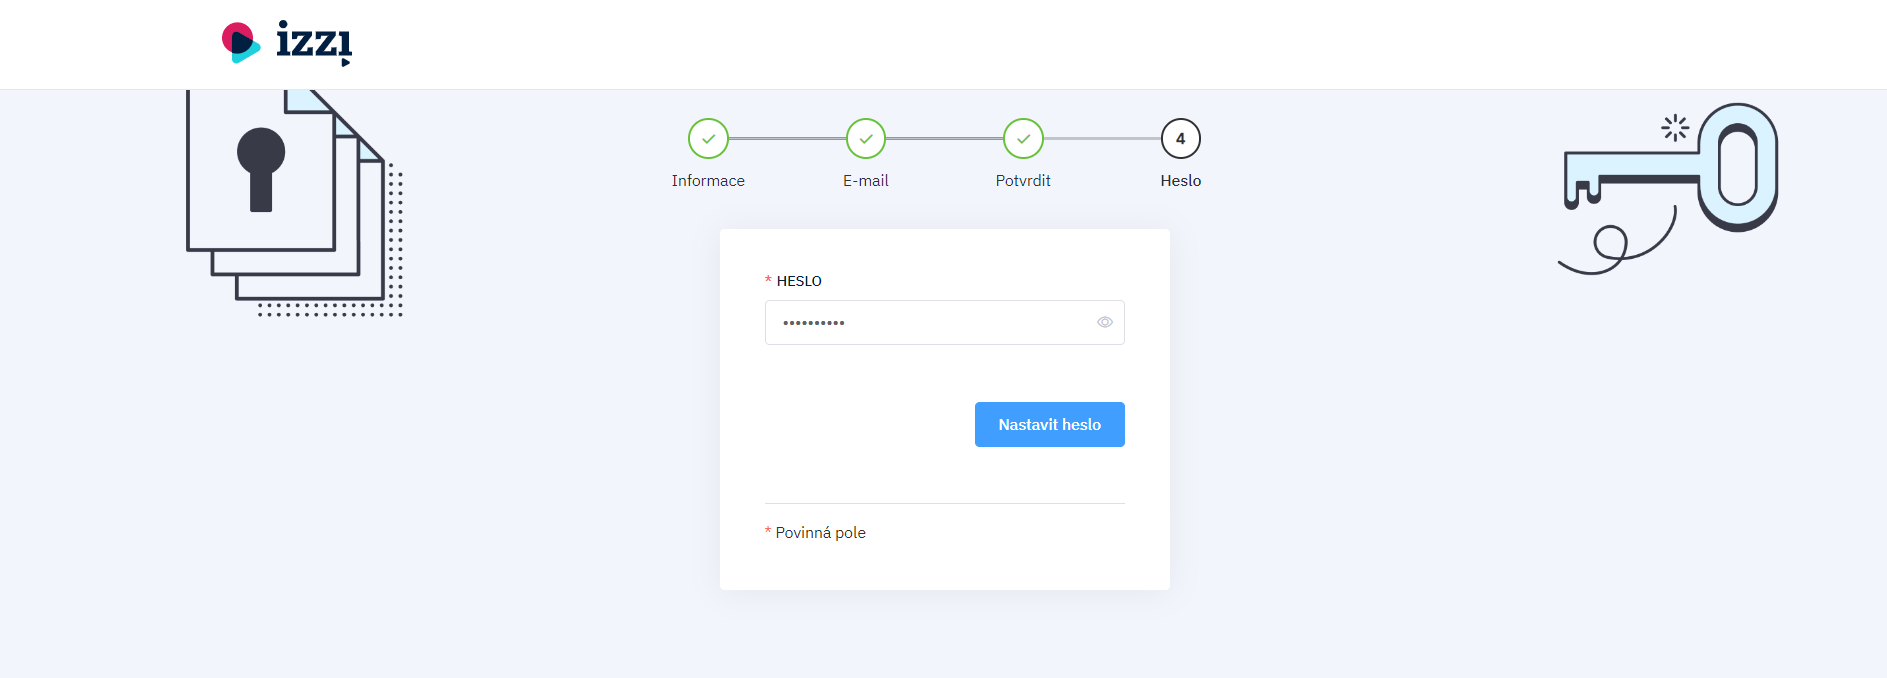 izzi
4
Informace
E-mail
Potvrdit
Heslo
* HESLO
••••••••••
Nastavit heslo
* Povinná pole